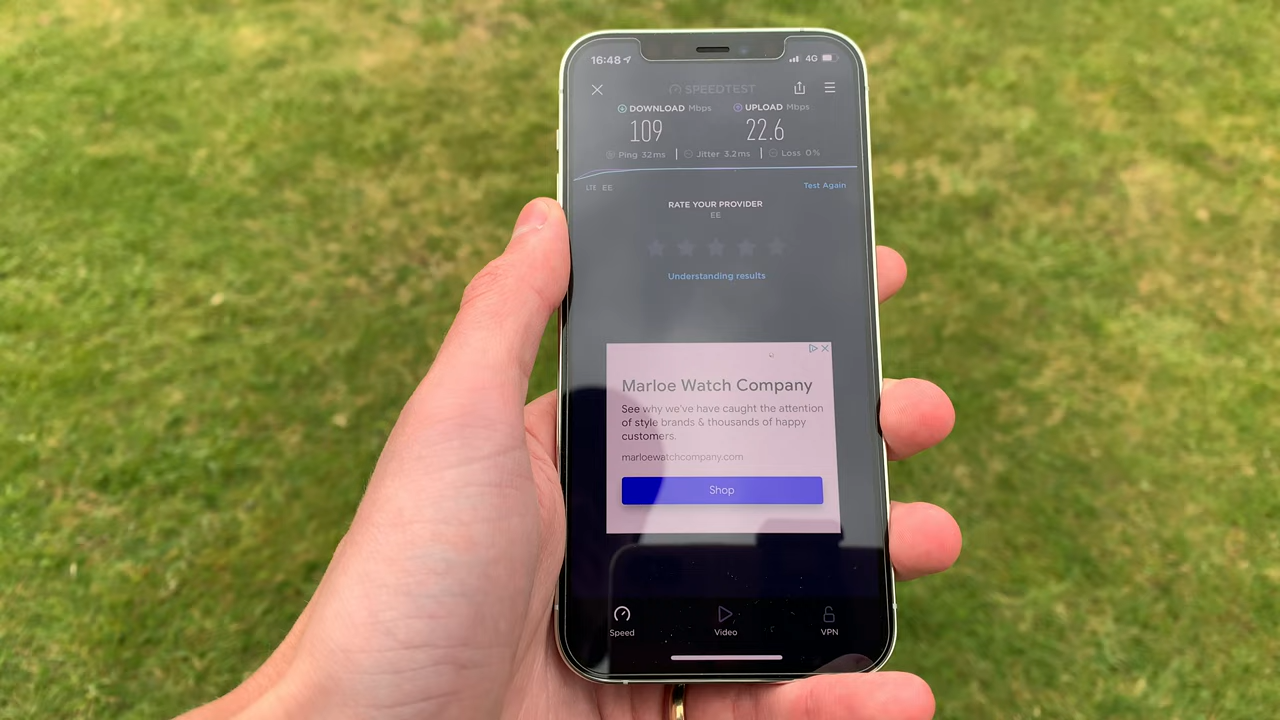 16:48 4G
SPEEDTEST
DOWNLOAD Mbps UPLOAD Mbps
109 22.6
Ping 32ms Jitter 3.2ms Loss 0%
LTE EE Test Again
RATE YOUR PROVIDER
EE
Understanding results
Marloe Watch Company
See why we've have caught the attention
of style brands & thousands of happy
customers.
marloewatchcompany.com
Shop
Speed Video VPN